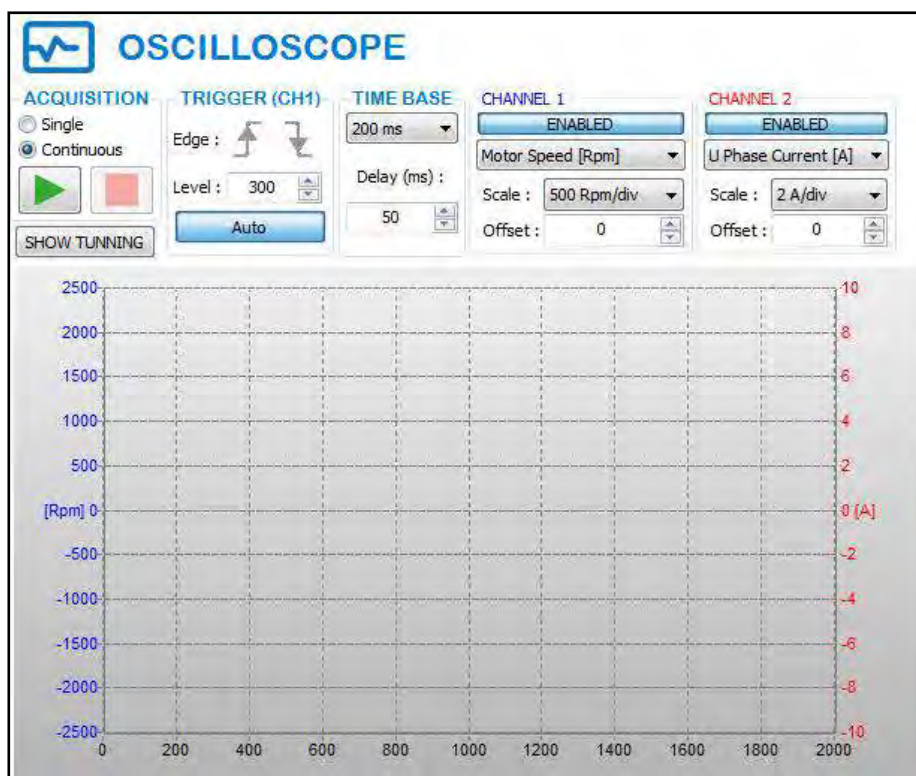 OSCILLOSCOPE
ACQUISITION
Single
Continuous
SHOW TUNNING
TRIGGER (CH1)
Edge :
Level : 300
Auto
TIME BASE
200 ms
Delay (ms) :
50
CHANNEL 1
ENABLED
Motor Speed [Rpm]
Scale : 500 Rpm/div
Offset : 0
CHANNEL 2
ENABLED
U Phase Current [A]
Scale : 2 A/div
Offset : 0
2500 10
2000 8
1500 6
1000 4
500 2
[Rpm] 0 0 [A]
-500 -2
-1000 -4
-1500 -6
-2000 -8
-2500 -10
0 200 400 600 800 1000 1200 1400 1600 1800 2000